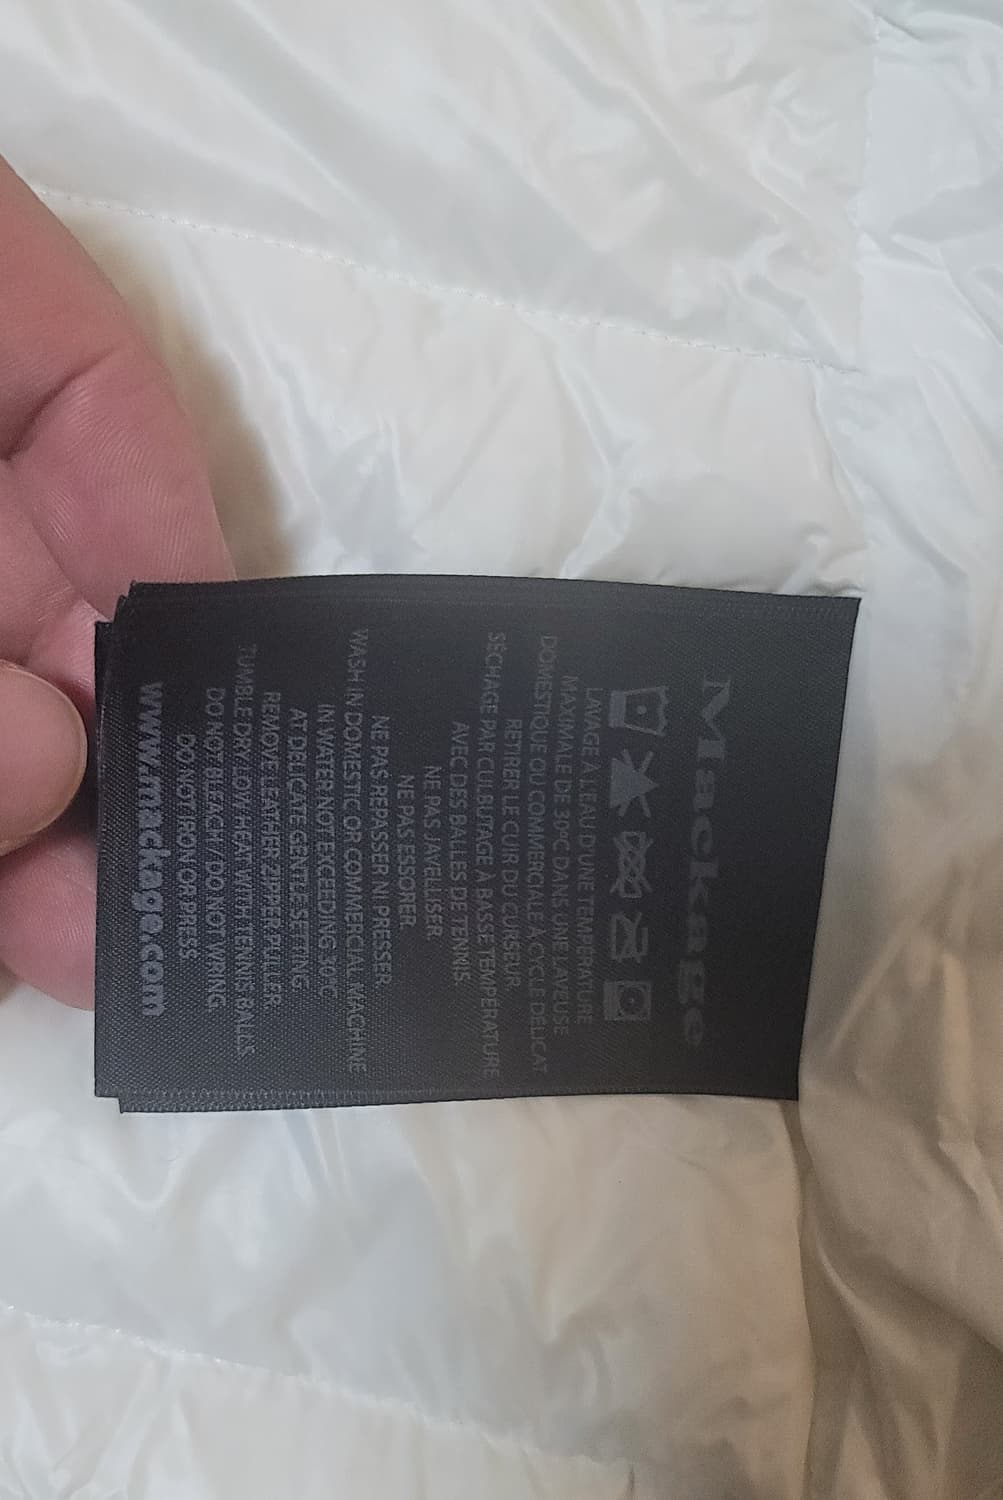 Mackage
LAVAGE À L'EAU D'UNE TEMPÉRATURE
MAXIMALE DE 30°C DANS UNE LAVEUSE
DOMESTIQUE OU COMMERCIALE À CYCLE DÉLICAT
RETIRER LE CUIR DU CURSEUR
SÉCHAGE PAR CULBUTAGE À BASSE TEMPÉRATURE
AVEC DES BALLES DE TENNIS
NE PAS JAVELLISER
NE PAS ESSORER
NE PAS REPASSER NI PRESSER
WASH IN DOMESTIC OR COMMERCIAL MACHINE
IN WATER NOT EXCEEDING 30°C
AT DELICATE GENTLE SETTING
REMOVE LEATHER ZIPPER PULLER
TUMBLE DRY LOW HEAT WITH TENNIS BALLS
DO NOT BLEACH / DO NOT WRING
DO NOT IRON OR PRESS
www.mackage.com